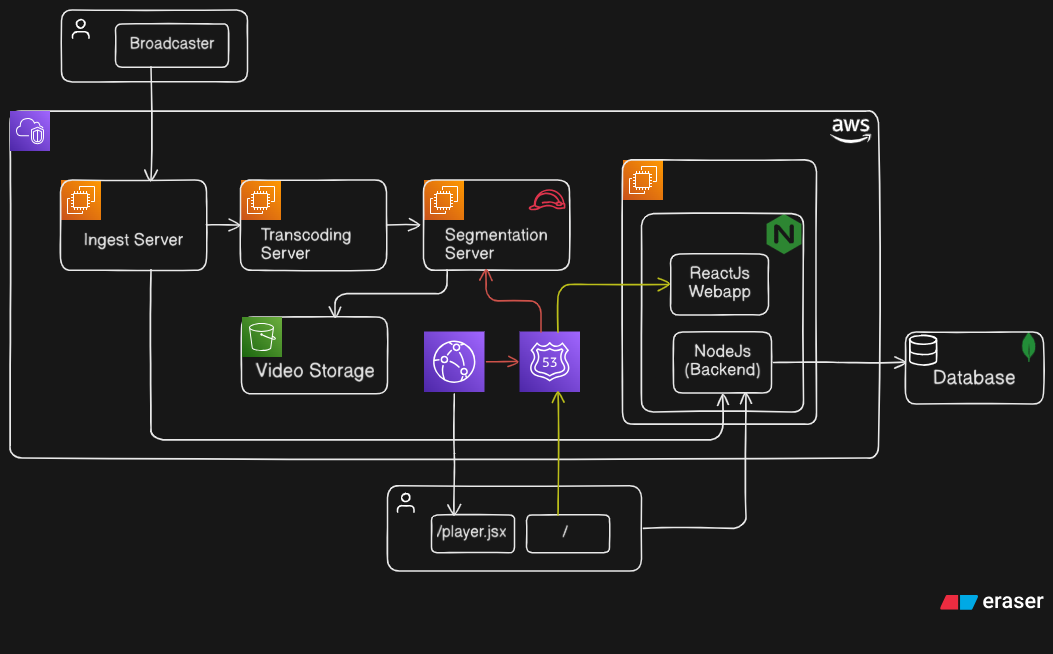 Broadcaster
aws
Ingest Server
Transcoding
Server
Segmentation
Server
N
ReactJs
Webapp
Video Storage
53
NodeJs
(Backend)
Database
/player.jsx
/
eraser